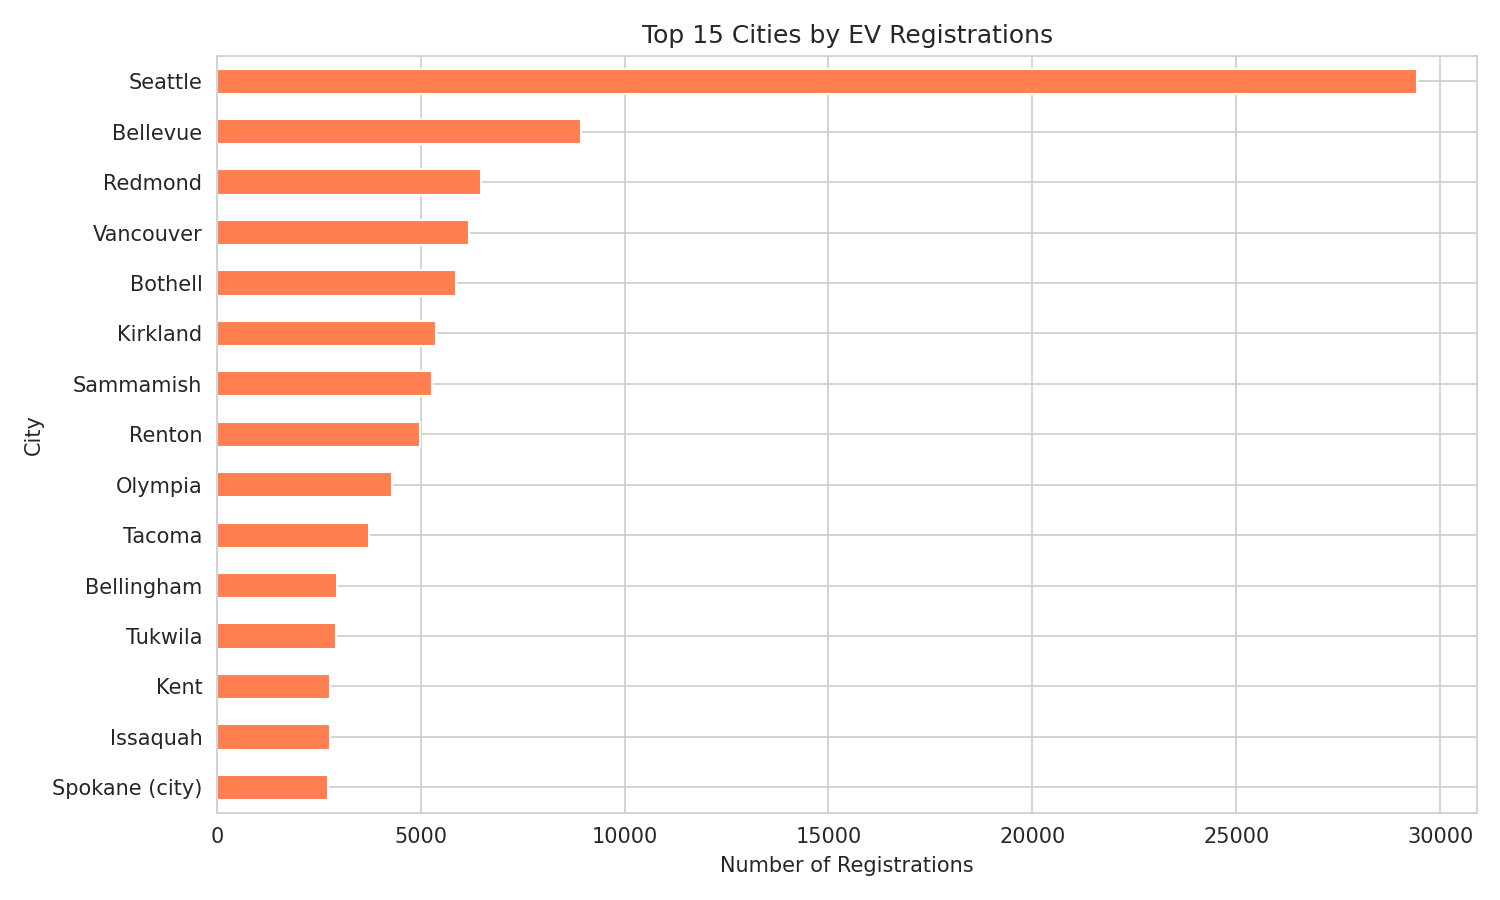 Top 15 Cities by EV Registrations
Seattle
Bellevue
Redmond
Vancouver
Bothell
Kirkland
Sammamish
Renton
Olympia
Tacoma
Bellingham
Tukwila
Kent
Issaquah
Spokane (city)
City
0 5000 10000 15000 20000 25000 30000
Number of Registrations